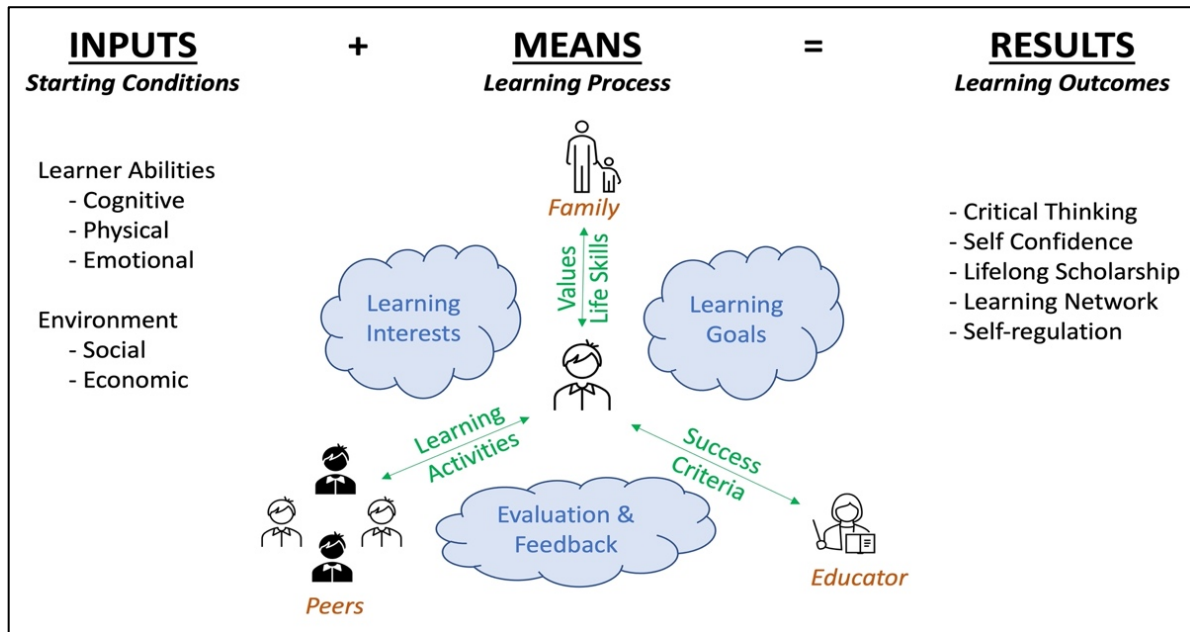 INPUTS + MEANS = RESULTS
Starting Conditions
Learning Process
Learning Outcomes
Learner Abilities
- Cognitive
- Physical
- Emotional
Environment
- Social
- Economic
Family
Values
Life Skills
Learning
Interests
Learning
Goals
Learning
Activities
Success
Criteria
Evaluation &
Feedback
Peers
Educator
- Critical Thinking
- Self Confidence
- Lifelong Scholarship
- Learning Network
- Self-regulation